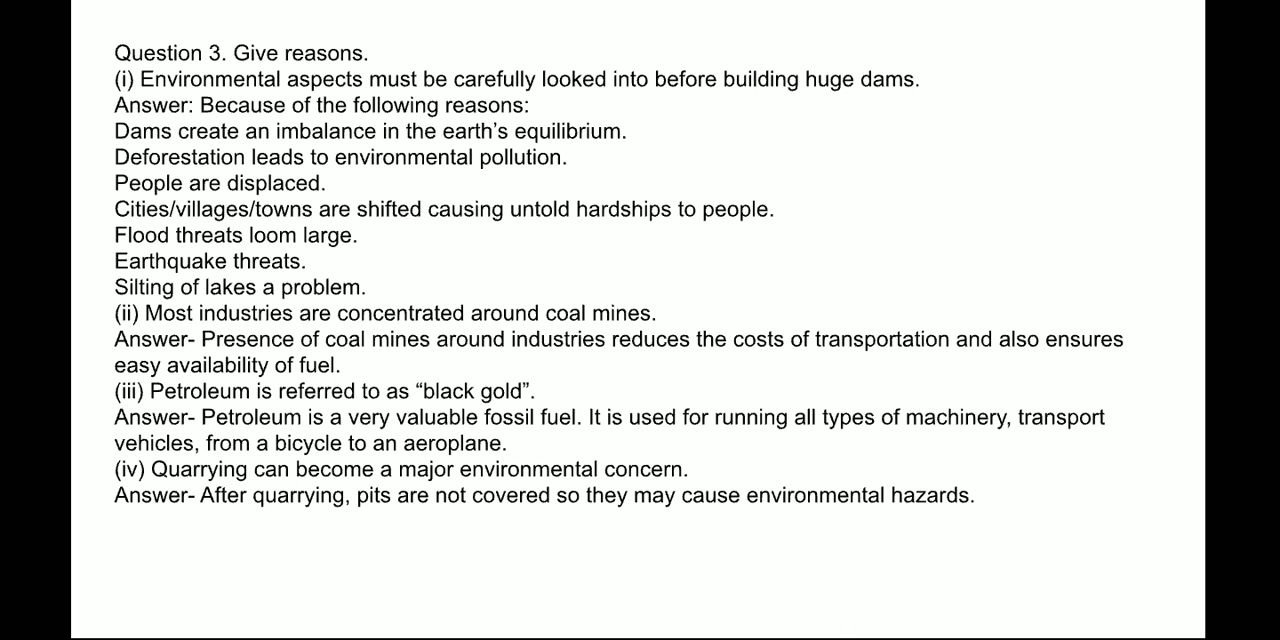 Question 3. Give reasons.
(i) Environmental aspects must be carefully looked into before building huge dams.
Answer: Because of the following reasons:
Dams create an imbalance in the earth’s equilibrium.
Deforestation leads to environmental pollution.
People are displaced.
Cities/villages/towns are shifted causing untold hardships to people.
Flood threats loom large.
Earthquake threats.
Silting of lakes a problem.
(ii) Most industries are concentrated around coal mines.
Answer- Presence of coal mines around industries reduces the costs of transportation and also ensures
easy availability of fuel.
(iii) Petroleum is referred to as “black gold”.
Answer- Petroleum is a very valuable fossil fuel. It is used for running all types of machinery, transport
vehicles, from a bicycle to an aeroplane.
(iv) Quarrying can become a major environmental concern.
Answer- After quarrying, pits are not covered so they may cause environmental hazards.